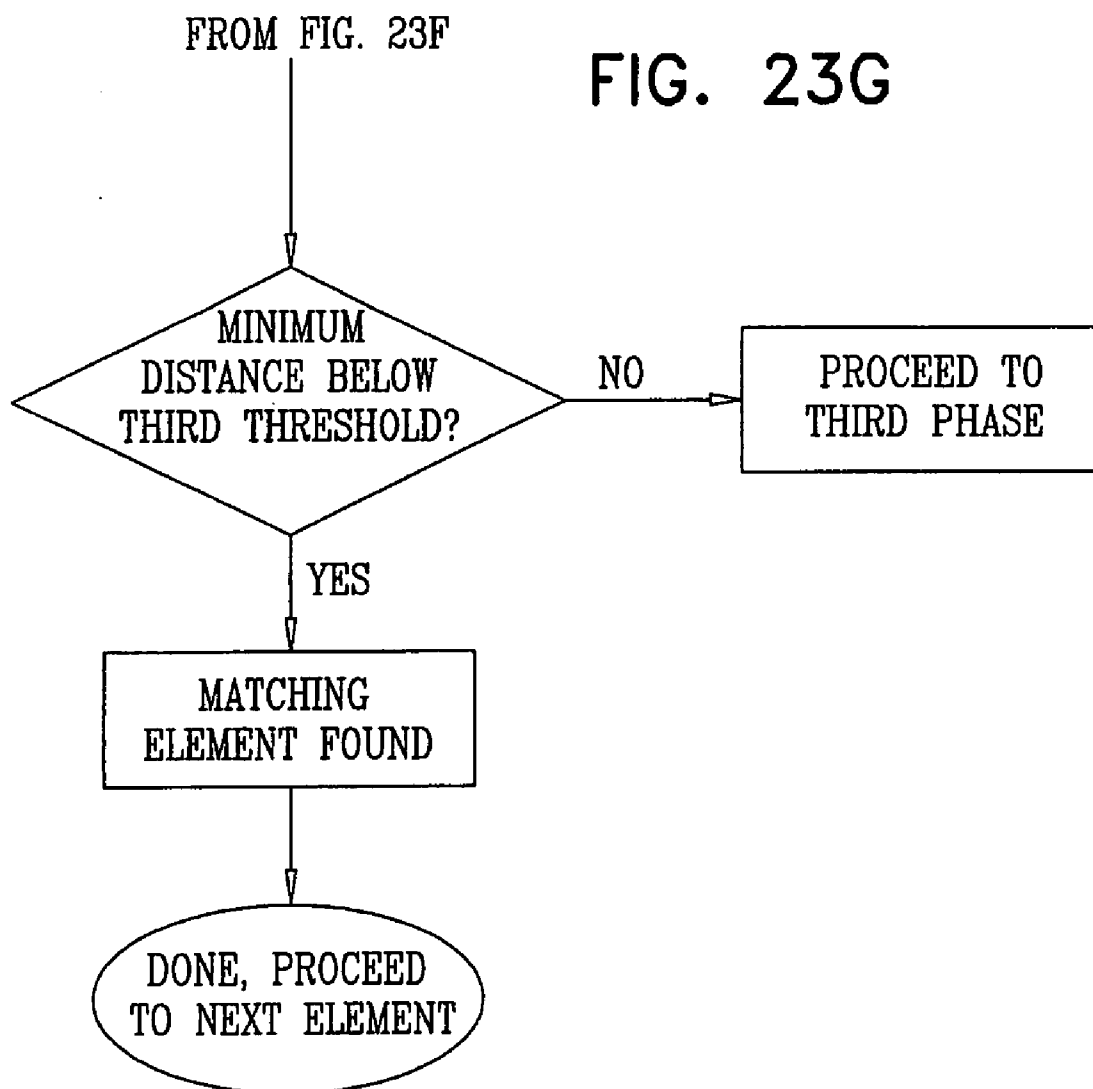 FROM FIG. 23F
FIG. 23G
MINIMUM
DISTANCE BELOW
THIRD THRESHOLD?
NO
PROCEED TO
THIRD PHASE
YES
MATCHING
ELEMENT FOUND
DONE, PROCEED
TO NEXT ELEMENT